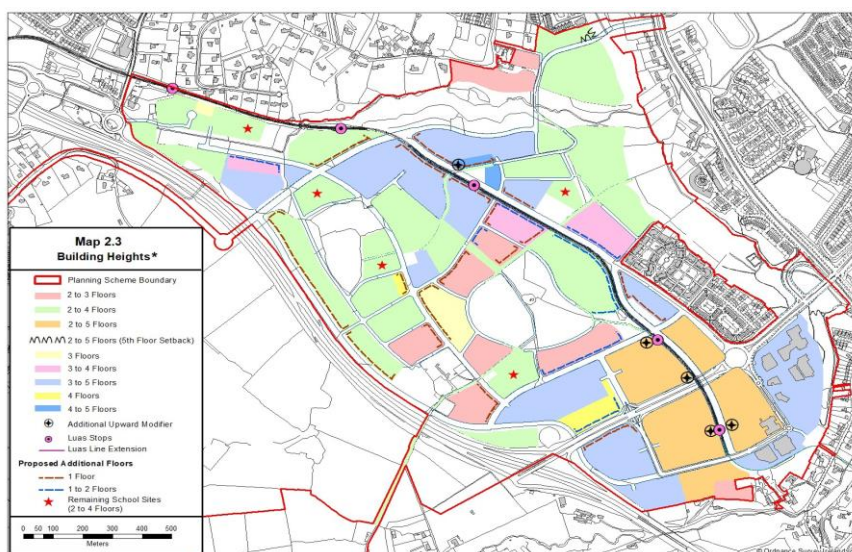 Map 2.3
Building Heights*
Planning Scheme Boundary
2 to 3 Floors
2 to 4 Floors
2 to 5 Floors
2 to 5 Floors (5th Floor Setback)
3 Floors
3 to 4 Floors
3 to 5 Floors
4 Floors
4 to 5 Floors
Additional Upward Modifier
Luas Stops
Luas Line Extension
Proposed Additional Floors
1 Floor
1 to 2 Floors
Remaining School Sites
(2 to 4 Floors)
0 50 100 200 300 400 500
Meters
© Ordnance Survey Ireland